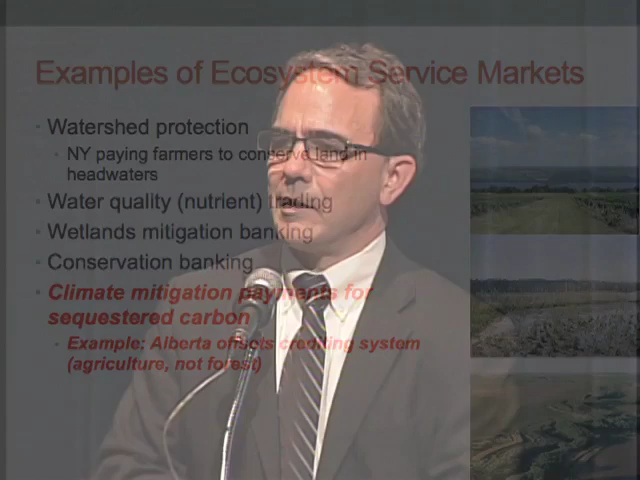 Examples of Ecosystem Service Markets
Watershed protection
NY paying farmers to conserve land in
headwaters
Water quality (nutrient) trading
Wetlands mitigation banking
Conservation banking
Climate mitigation payments for
sequestered carbon
Example: Alberta offsets crediting system
(agriculture, not forest)